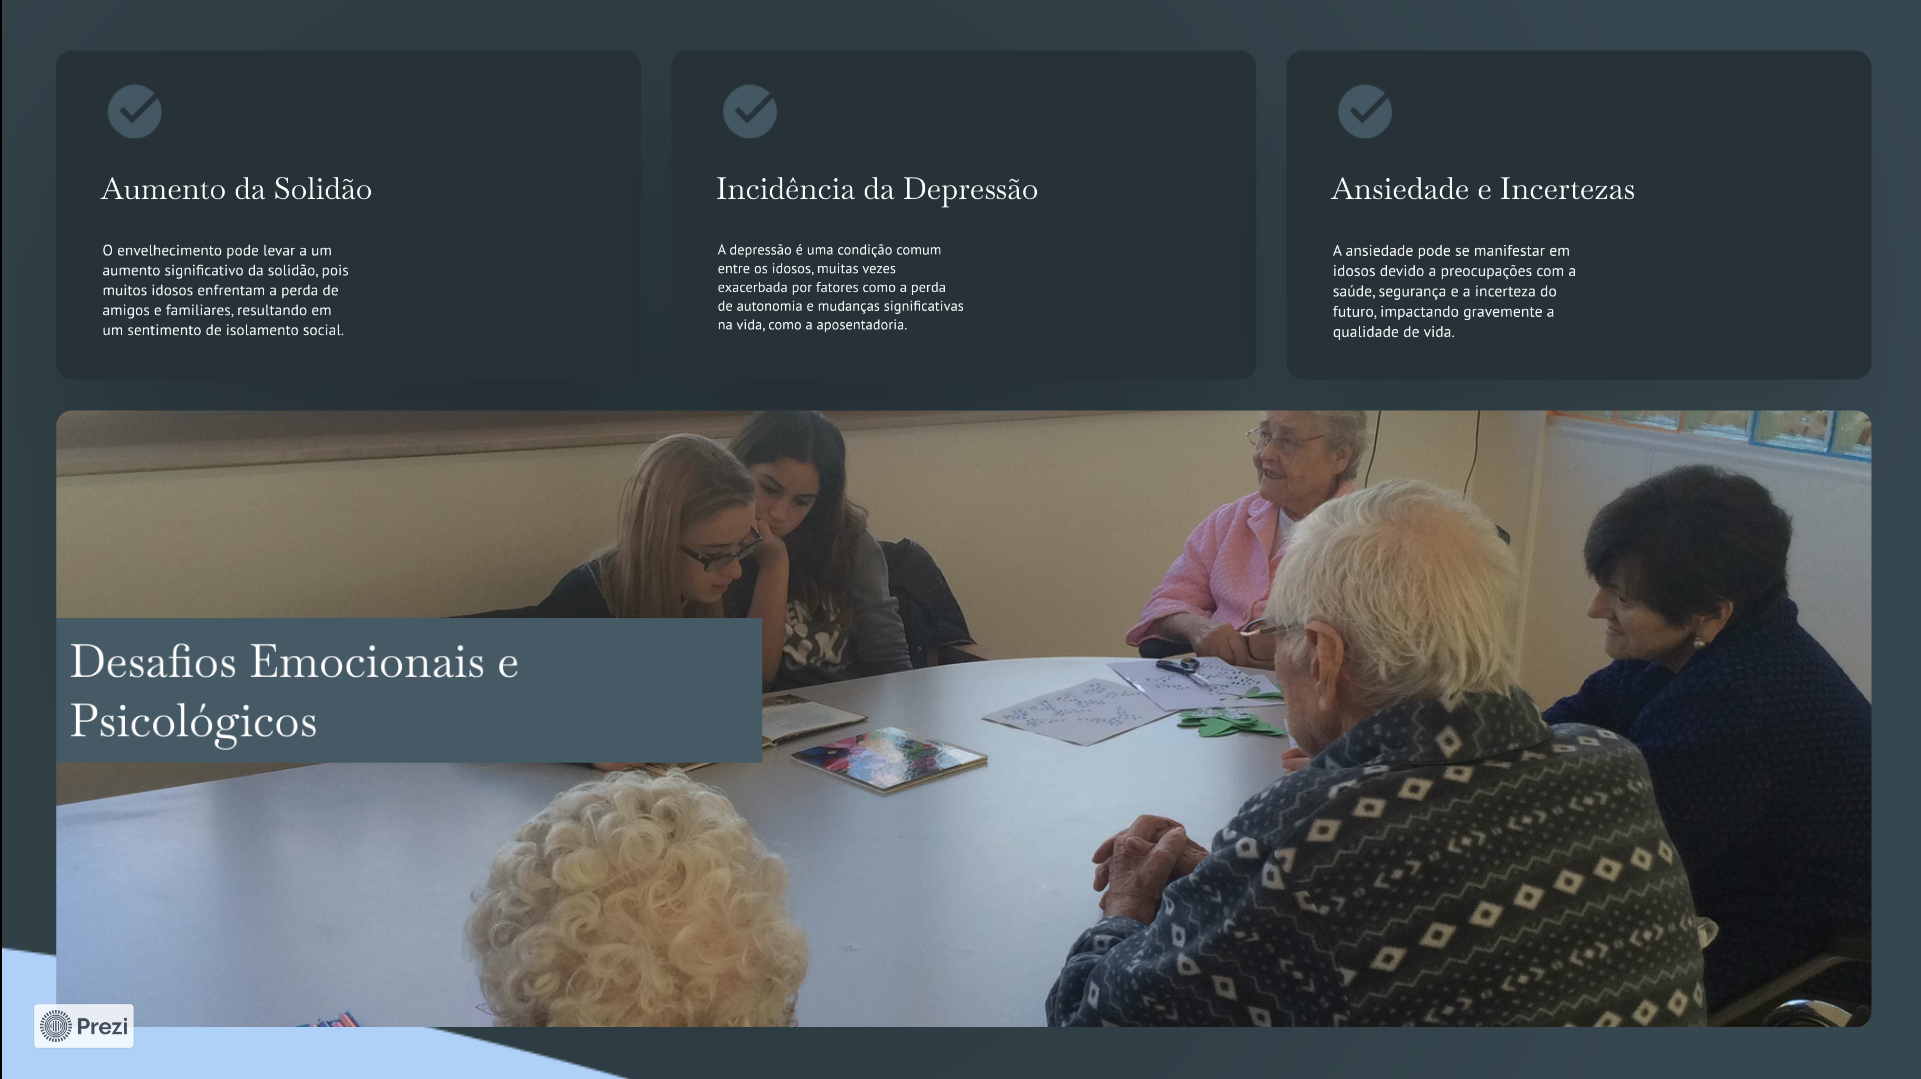 Aumento da Solidão
O envelhecimento pode levar a um
aumento significativo da solidão, pois
muitos idosos enfrentam a perda de
amigos e familiares, resultando em
um sentimento de isolamento social.
Incidência da Depressão
A depressão é uma condição comum
entre os idosos, muitas vezes
exacerbada por fatores como a perda
de autonomia e mudanças significativas
na vida, como a aposentadoria.
Ansiedade e Incertezas
A ansiedade pode se manifestar em
idosos devido a preocupações com a
saúde, segurança e a incerteza do
futuro, impactando gravemente a
qualidade de vida.
Desafios Emocionais e
Psicológicos
Prezi